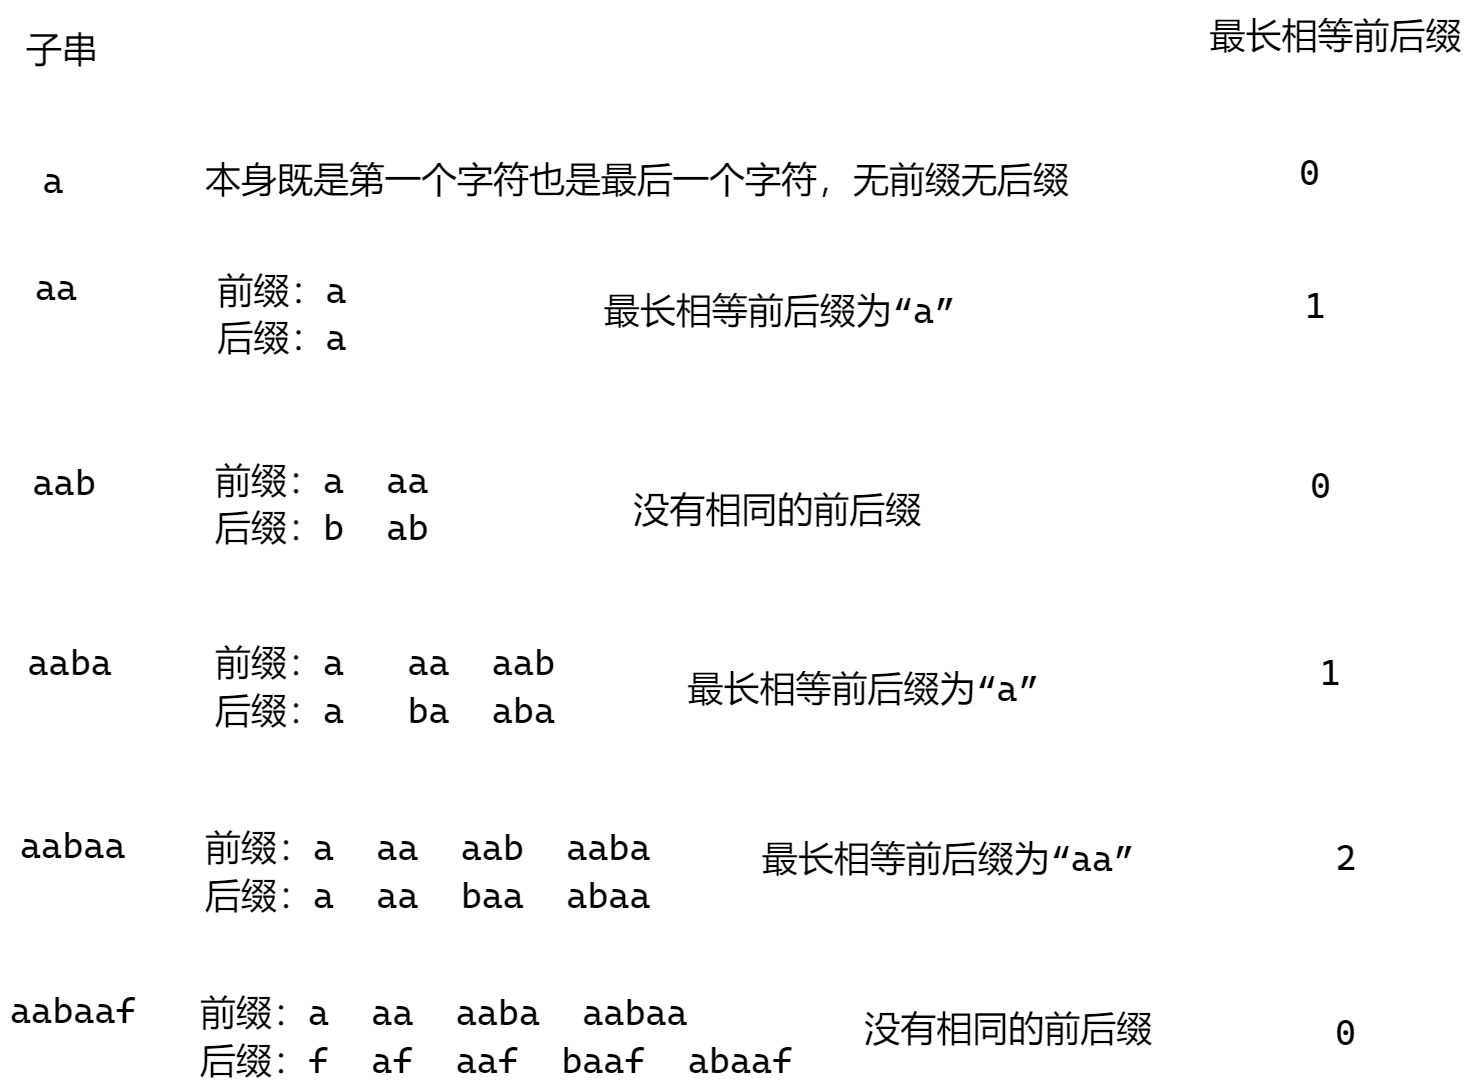 子串 最长相等前后缀
a 本身既是第一个字符也是最后一个字符，无前缀无后缀 0
aa 前缀：a
后缀：a
最长相等前后缀为“a” 1
aab 前缀：a aa
后缀：b ab
没有相同的前后缀 0
aaba 前缀：a aa aab
后缀：a ba aba
最长相等前后缀为“a” 1
aabaa 前缀：a aa aab aaba
后缀：a aa baa abaa
最长相等前后缀为“aa” 2
aabaaf 前缀：a aa aaba aabaa
后缀：f af aaf baaf abaaf
没有相同的前后缀 0